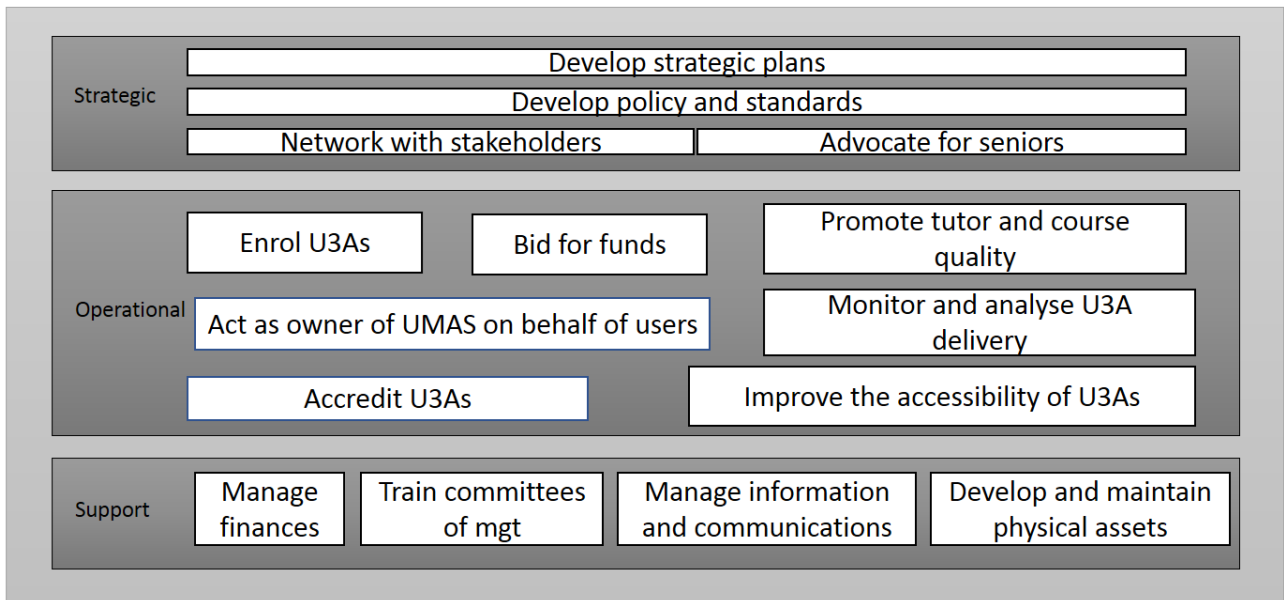 Strategic
Develop strategic plans
Develop policy and standards
Network with stakeholders
Advocate for seniors
Operational
Enrol U3As
Bid for funds
Promote tutor and course
quality
Act as owner of UMAS on behalf of users
Monitor and analyse U3A
delivery
Accredit U3As
Improve the accessibility of U3As
Support
Manage
finances
Train committees
of mgt
Manage information
and communications
Develop and maintain
physical assets